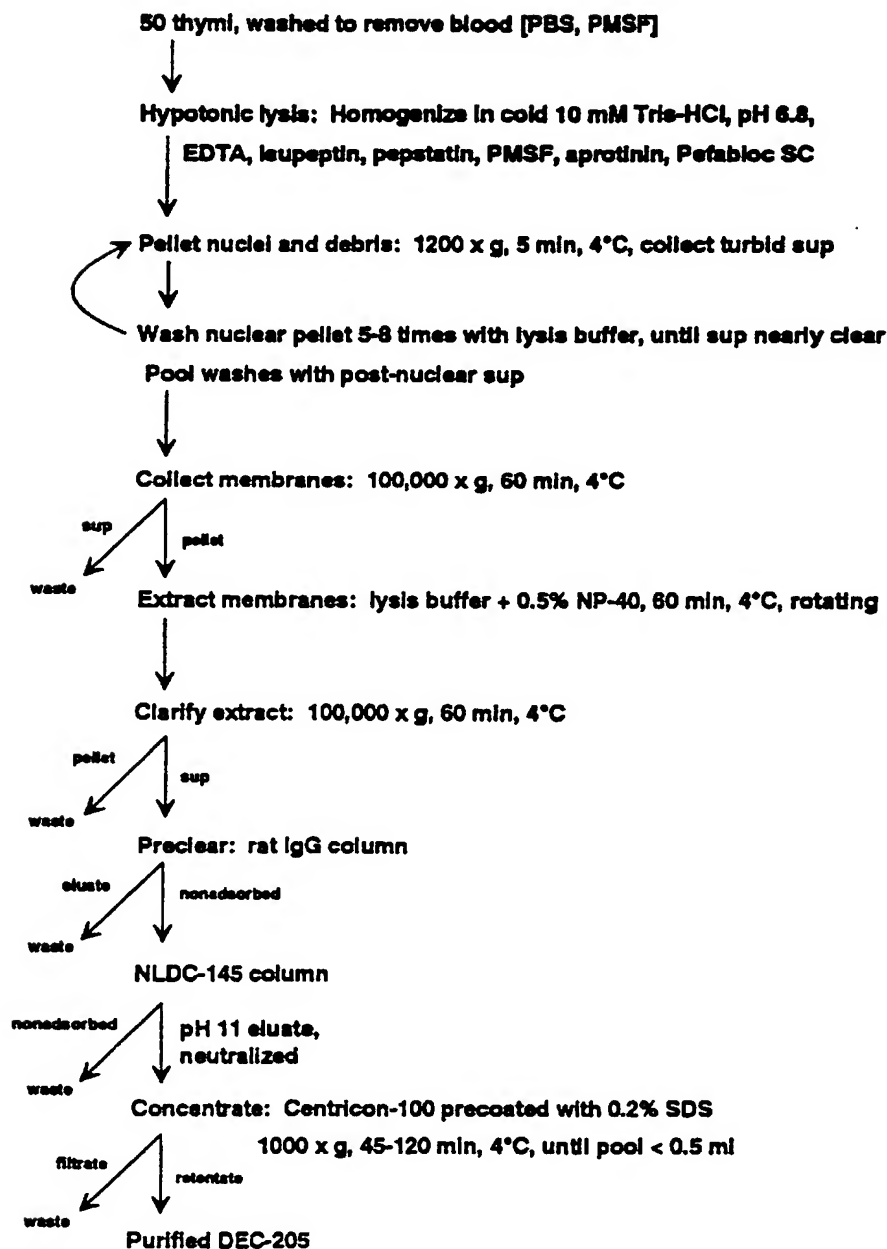 50 thymi, washed to remove blood [PBS, PMSF]
Hypotonic lysis: Homogenize in cold 10 mM Tris-HCl, pH 6.8,
EDTA, leupeptin, pepstatin, PMSF, aprotinin, Pefabloc SC
Pellet nuclei and debris: 1200 x g, 5 min, 4°C, collect turbid sup
Wash nuclear pellet 5-8 times with lysis buffer, until sup nearly clear
Pool washes with post-nuclear sup
Collect membranes: 100,000 x g, 60 min, 4°C
sup
pellet
waste
Extract membranes: lysis buffer + 0.5% NP-40, 60 min, 4°C, rotating
Clarify extract: 100,000 x g, 60 min, 4°C
pellet
sup
waste
Preclear: rat IgG column
eluate
nonadsorbed
waste
NLDC-145 column
nonadsorbed
pH 11 eluate,
neutralized
waste
Concentrate: Centricon-100 precoated with 0.2% SDS
1000 x g, 45-120 min, 4°C, until pool < 0.5 ml
filtrate
retentate
waste
Purified DEC-205